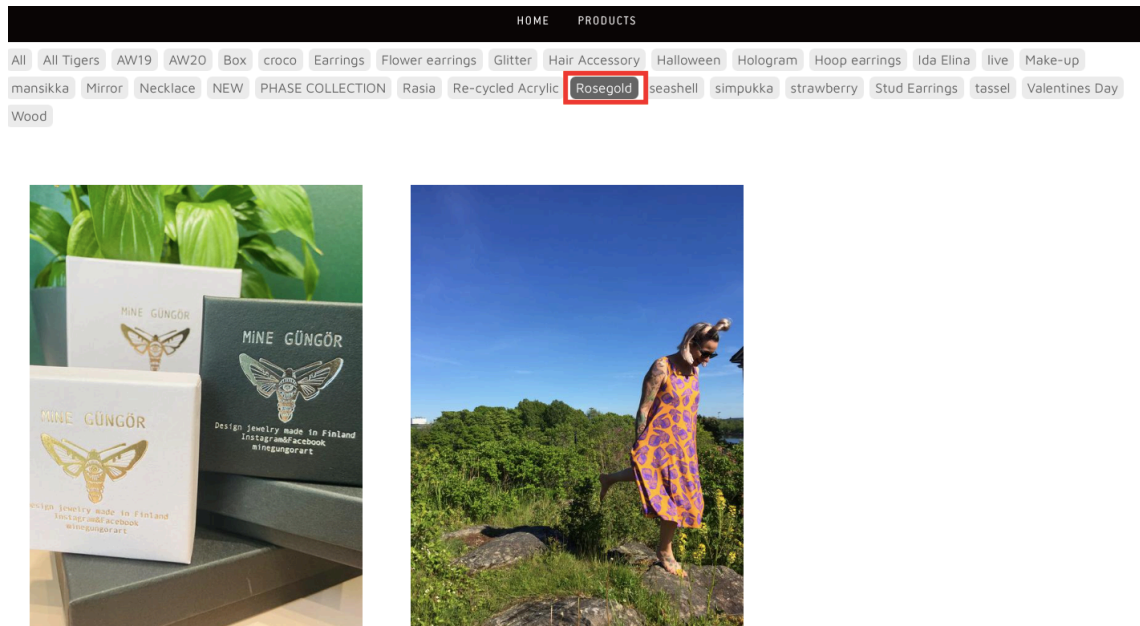 HOME PRODUCTS
All All Tigers AW19 AW20 Box croco Earrings Flower earrings Glitter Hair Accessory Halloween Hologram Hoop earrings Ida Elina live Make-up
mansikka Mirror Necklace NEW PHASE COLLECTION Rasia Re-cycled Acrylic Rosegold seashell simpukka strawberry Stud Earrings tassel Valentines Day
Wood
MiNE GÜNGÖR
MiNE GÜNGÖR
Design jewelry made in Finland
Instagram&Facebook
minegungorart
MiNE GÜNGÖR
Design jewelry made in Finland
Instagram&Facebook
minegungorart